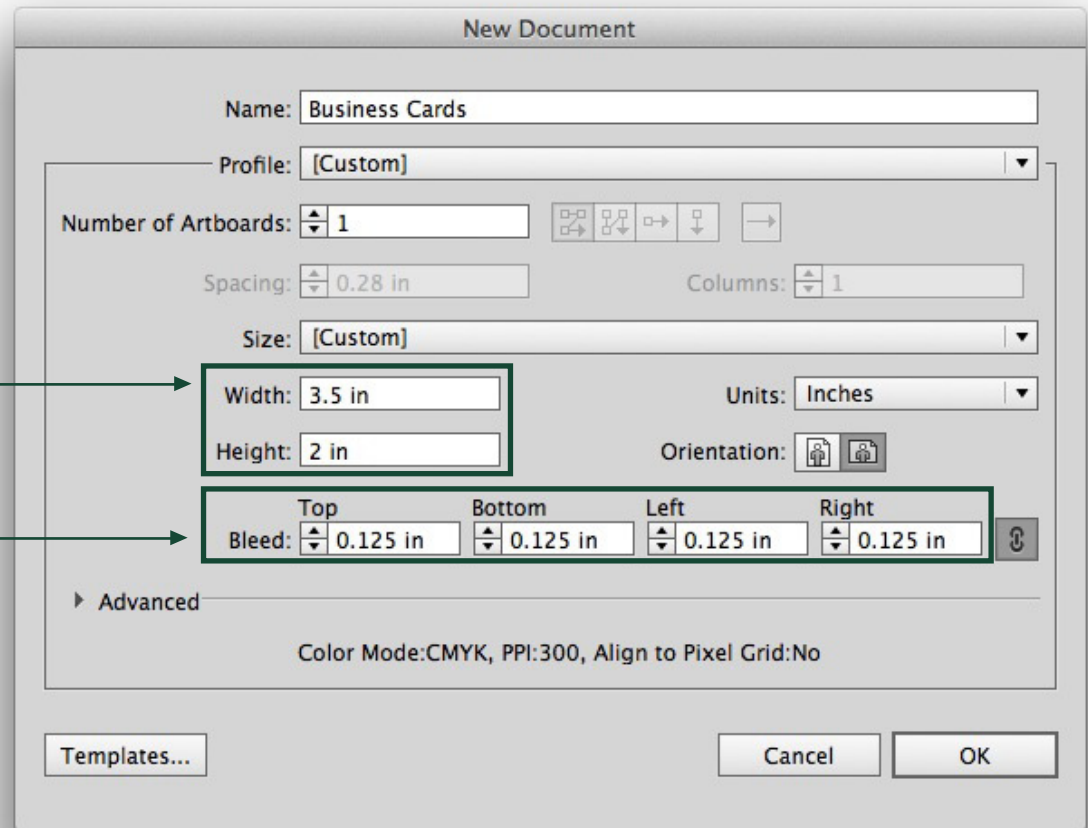 New Document
Name: Business Cards
Profile: [Custom]
Number of Artboards: 1
Spacing: 0.28 in Columns: 1
Size: [Custom]
Width: 3.5 in Units: Inches
Height: 2 in Orientation:
Top Bottom Left Right
Bleed: 0.125 in 0.125 in 0.125 in 0.125 in
Advanced
Color Mode:CMYK, PPI:300, Align to Pixel Grid:No
Templates... Cancel OK